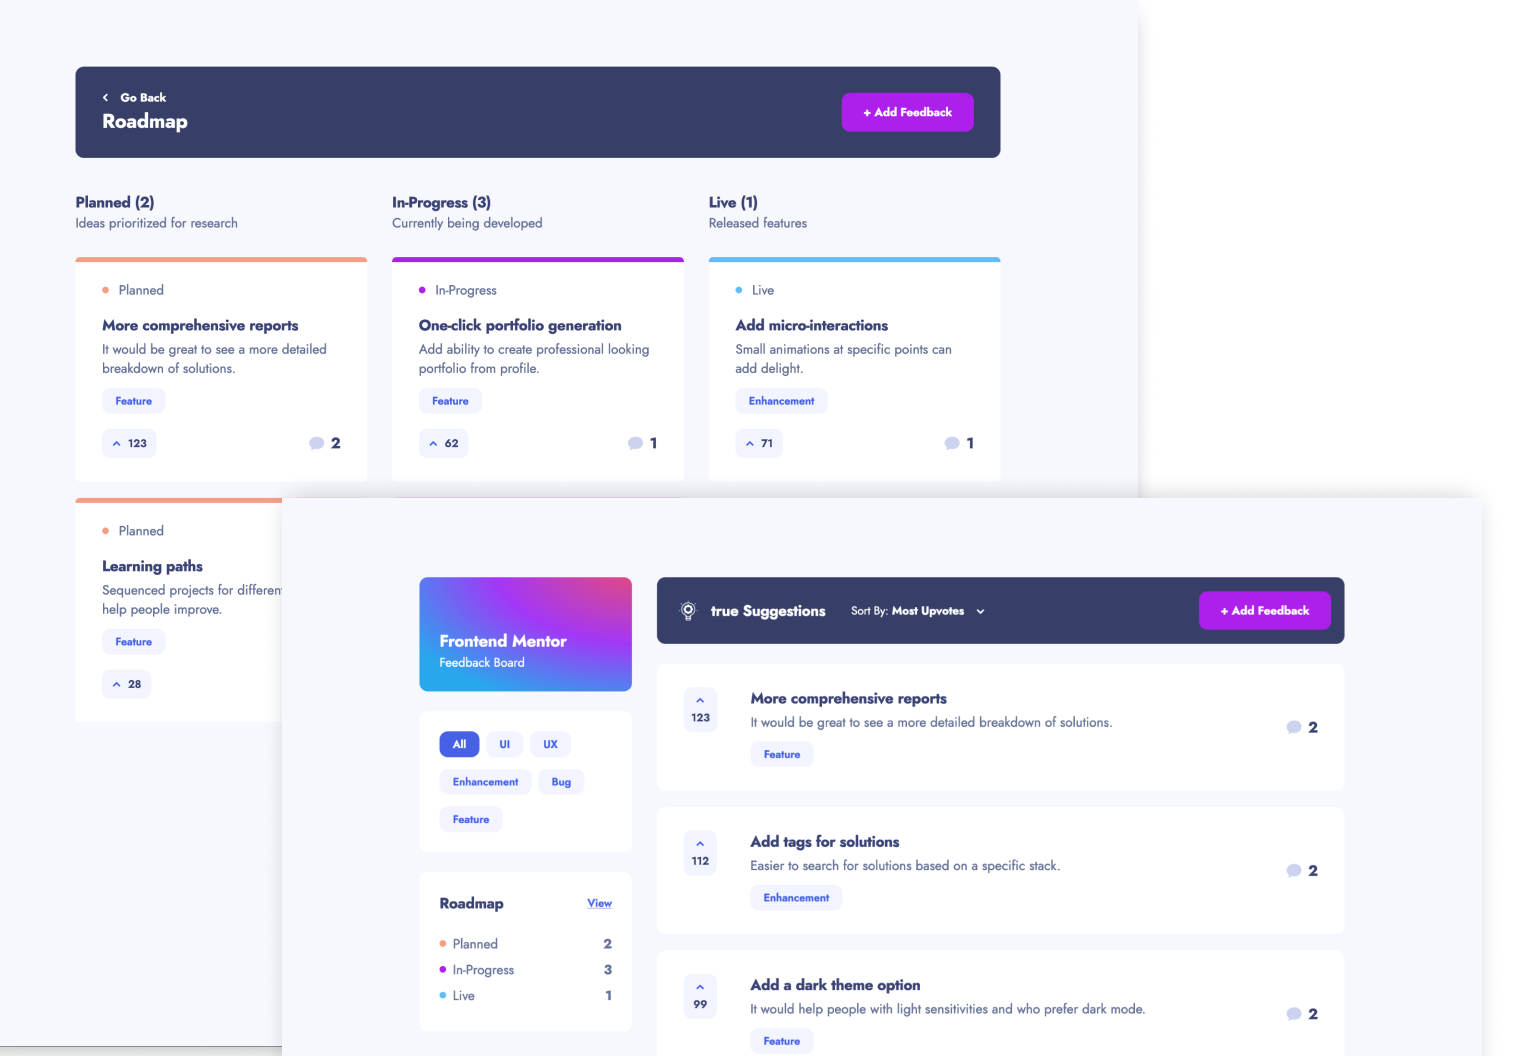 Go Back
Roadmap
+ Add Feedback
Planned (2)
Ideas prioritized for research
In-Progress (3)
Currently being developed
Live (1)
Released features
Planned
More comprehensive reports
It would be great to see a more detailed
breakdown of solutions.
Feature
123
2
In-Progress
One-click portfolio generation
Add ability to create professional looking
portfolio from profile.
Feature
62
1
Live
Add micro-interactions
Small animations at specific points can
add delight.
Enhancement
71
1
Planned
Learning paths
Sequenced projects for differen
help people improve.
Feature
28
Frontend Mentor
Feedback Board
All
UI
UX
Enhancement
Bug
Feature
Roadmap
View
Planned
2
In-Progress
3
Live
1
true Suggestions
Sort By: Most Upvotes
+ Add Feedback
123
More comprehensive reports
It would be great to see a more detailed breakdown of solutions.
Feature
2
112
Add tags for solutions
Easier to search for solutions based on a specific stack.
Enhancement
2
99
Add a dark theme option
It would help people with light sensitivities and who prefer dark mode.
Feature
2